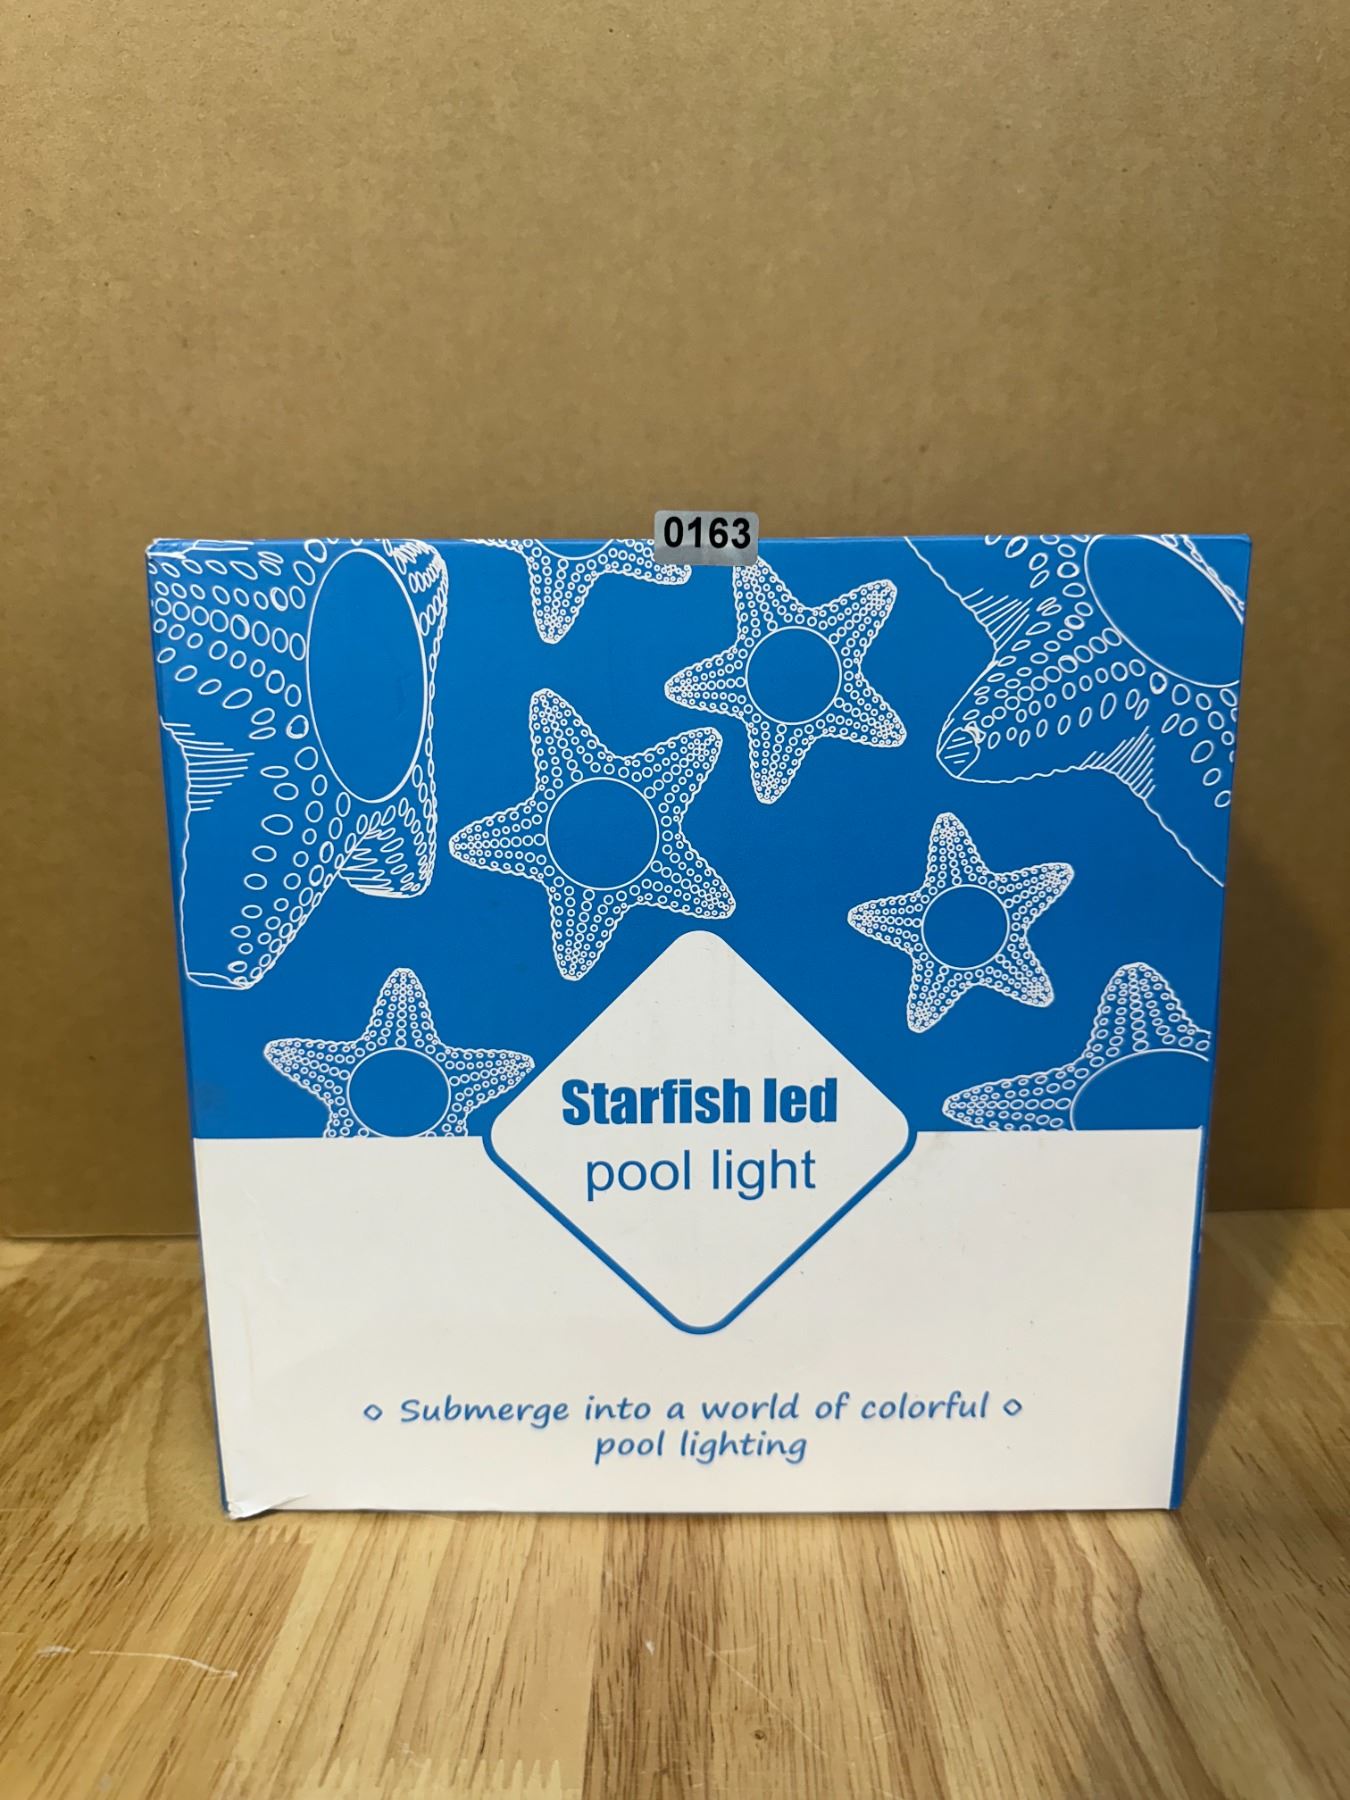 0163
Starfish led
pool light
Submerge into a world of colorful
pool lighting